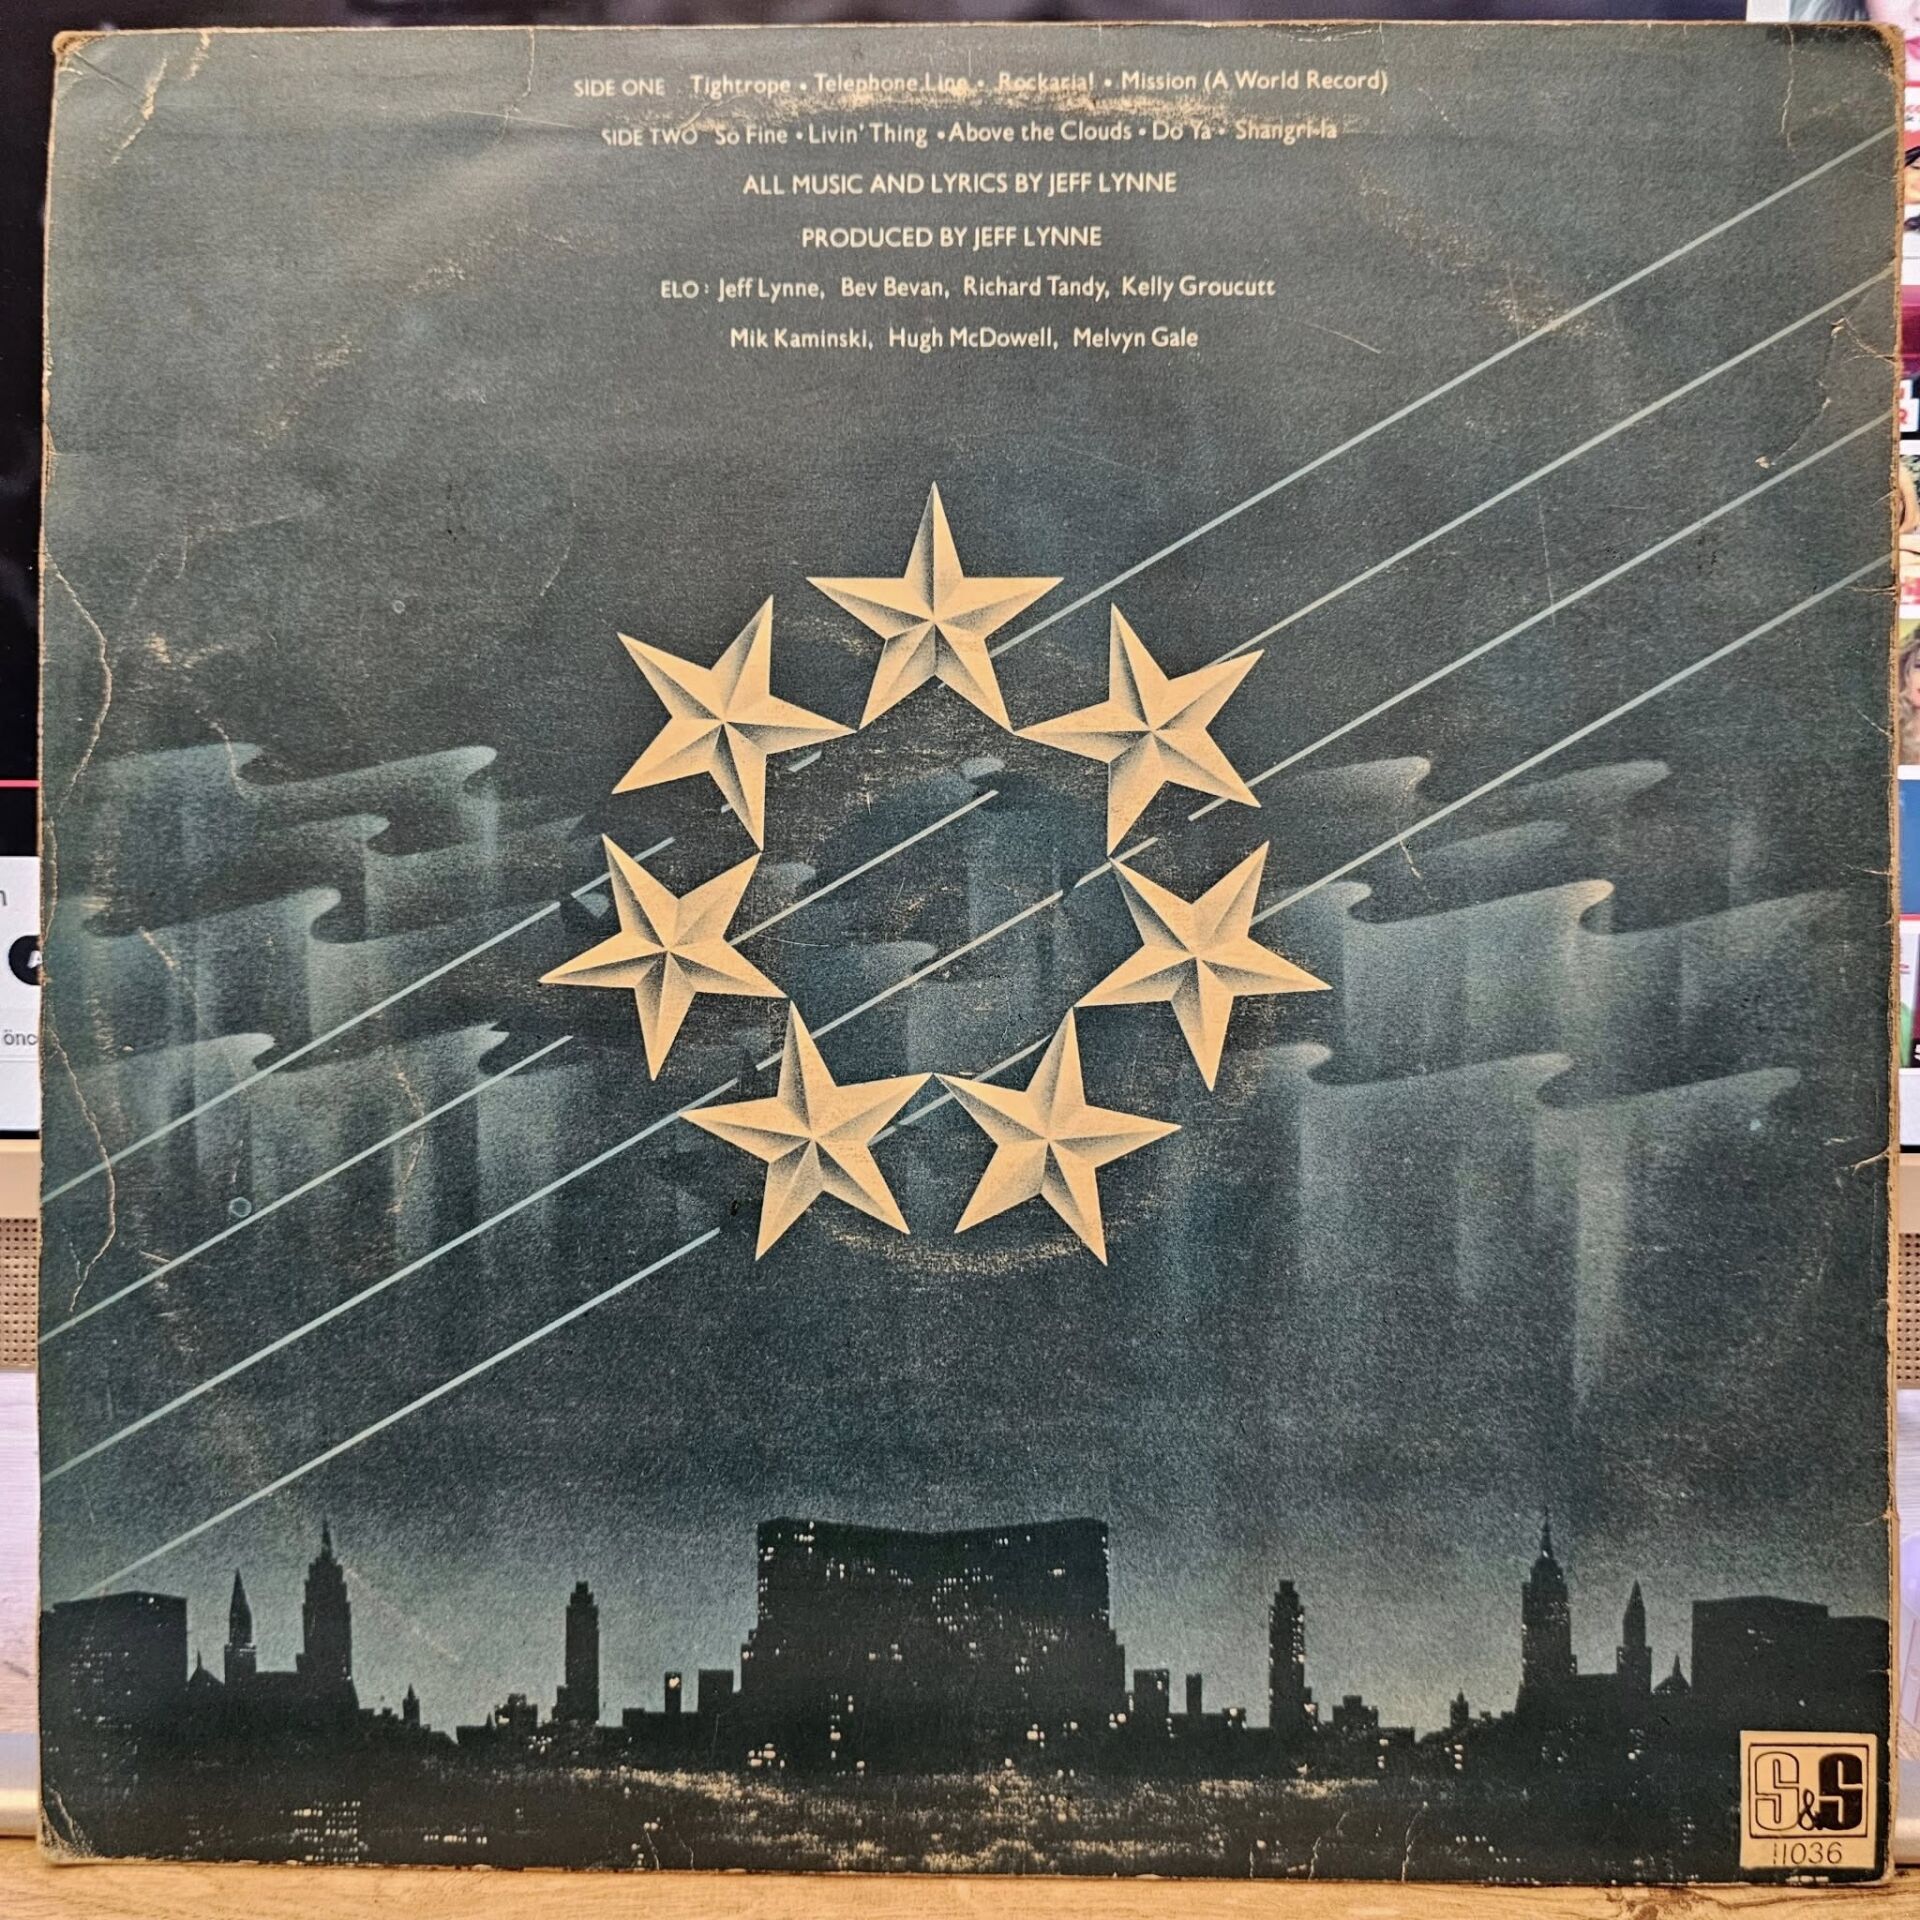 SIDE ONE Tightrope • Telephone Line • Rockaria! • Mission (A World Record)
SIDE TWO So Fine • Livin' Thing • Above the Clouds • Do Ya • Shangri-la
ALL MUSIC AND LYRICS BY JEFF LYNNE
PRODUCED BY JEFF LYNNE
ELO: Jeff Lynne, Bev Bevan, Richard Tandy, Kelly Groucutt
Mik Kaminski, Hugh McDowell, Melvyn Gale
S&S
11036